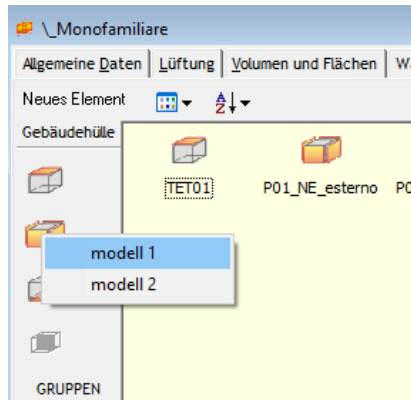 \_Monofamiliare
Allgemeine Daten Lüftung Volumen und Flächen
Neues Element
Gebäudehülle
TET01 P01_NE_esterno
modell 1
modell 2
GRUPPEN